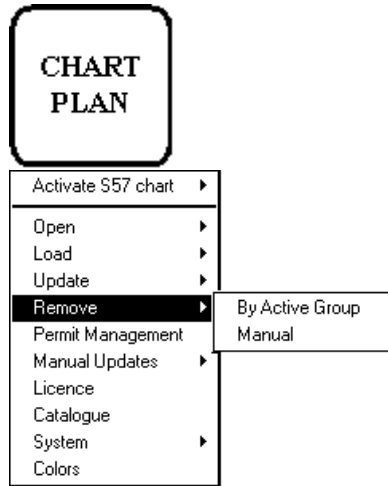 CHART
PLAN
Activate S57 chart
Open
Load
Update
Remove
By Active Group
Permit Management
Manual
Manual Updates
Licence
Catalogue
System
Colors